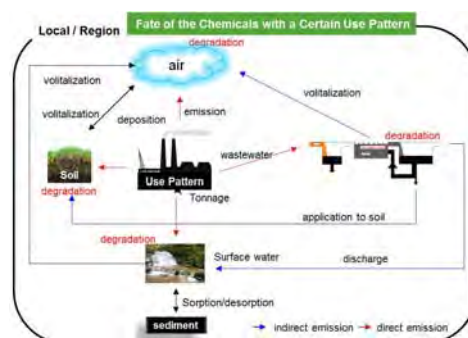 Local / Region
Fate of the Chemicals with a Certain Use Pattern
degradation
air
volitalization
volitalization
deposition
emission
volitalization
degradation
wastewater
Soil
Use Pattern
degradation
Tonnage
application to soil
degradation
Surface water
discharge
Sorption/desorption
sediment
indirect emission
direct emission